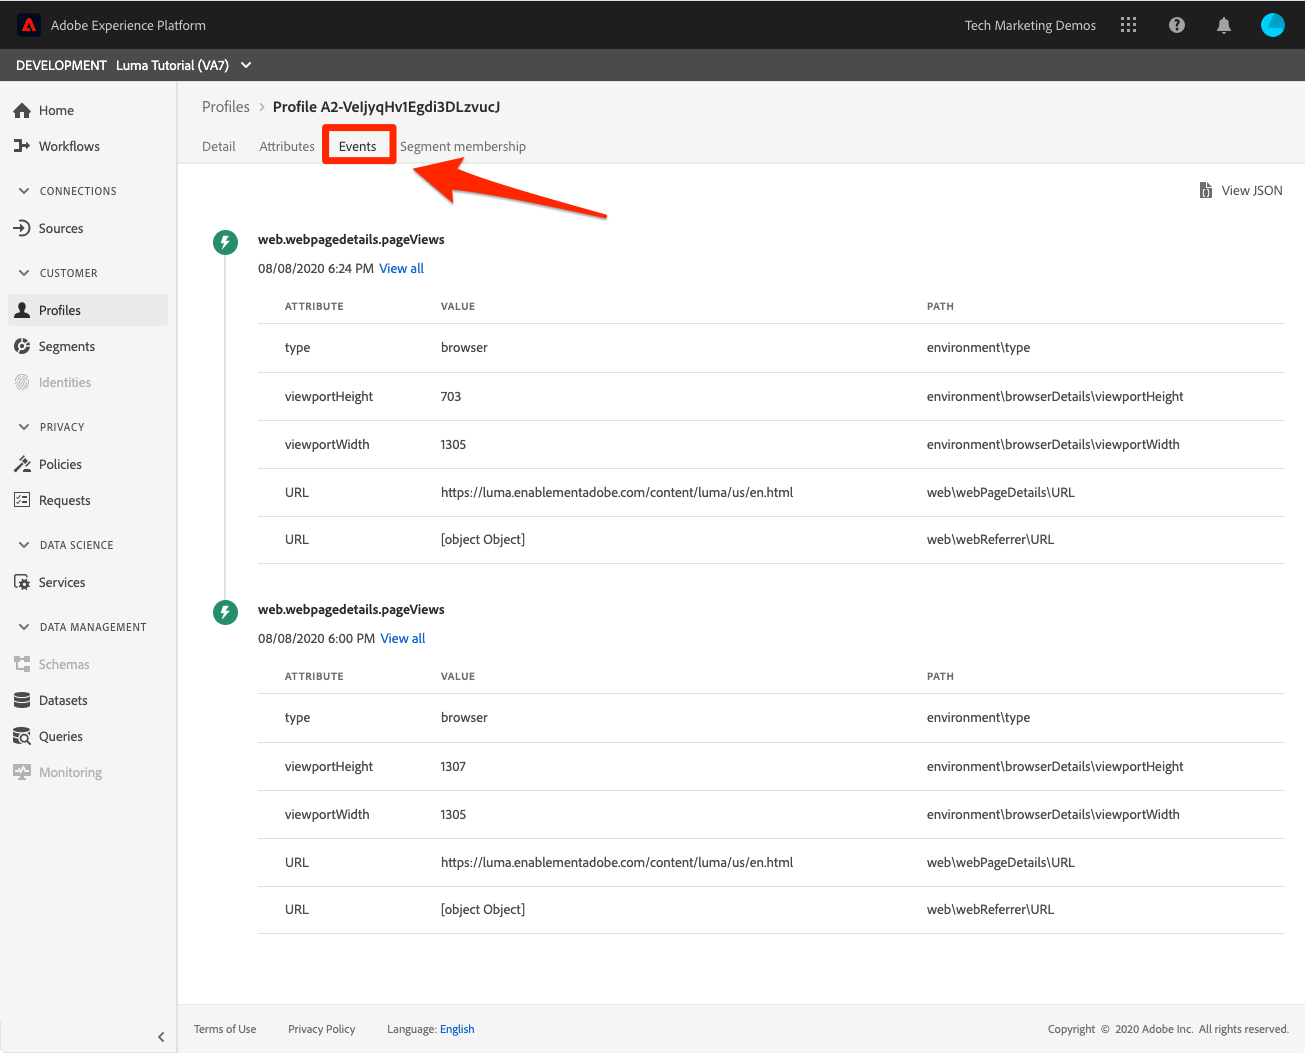 Adobe Experience Platform
Tech Marketing Demos
DEVELOPMENT Luma Tutorial (VA7)
Home
Workflows
CONNECTIONS
Sources
CUSTOMER
Profiles
Segments
Identities
PRIVACY
Policies
Requests
DATA SCIENCE
Services
DATA MANAGEMENT
Schemas
Datasets
Queries
Monitoring
Profiles > Profile A2-VeIjyqHv1Egdi3DLzvucJ
Detail Attributes Events Segment membership
View JSON
web.webpagedetails.pageViews
08/08/2020 6:24 PM View all
ATTRIBUTE VALUE PATH
type browser environment\type
viewportHeight 703 environment\browserDetails\viewportHeight
viewportWidth 1305 environment\browserDetails\viewportWidth
URL https://luma.enablementadobe.com/content/luma/us/en.html web\webPageDetails\URL
URL [object Object] web\webReferrer\URL
web.webpagedetails.pageViews
08/08/2020 6:00 PM View all
ATTRIBUTE VALUE PATH
type browser environment\type
viewportHeight 1307 environment\browserDetails\viewportHeight
viewportWidth 1305 environment\browserDetails\viewportWidth
URL https://luma.enablementadobe.com/content/luma/us/en.html web\webPageDetails\URL
URL [object Object] web\webReferrer\URL
Terms of Use Privacy Policy Language: English
Copyright © 2020 Adobe Inc. All rights reserved.